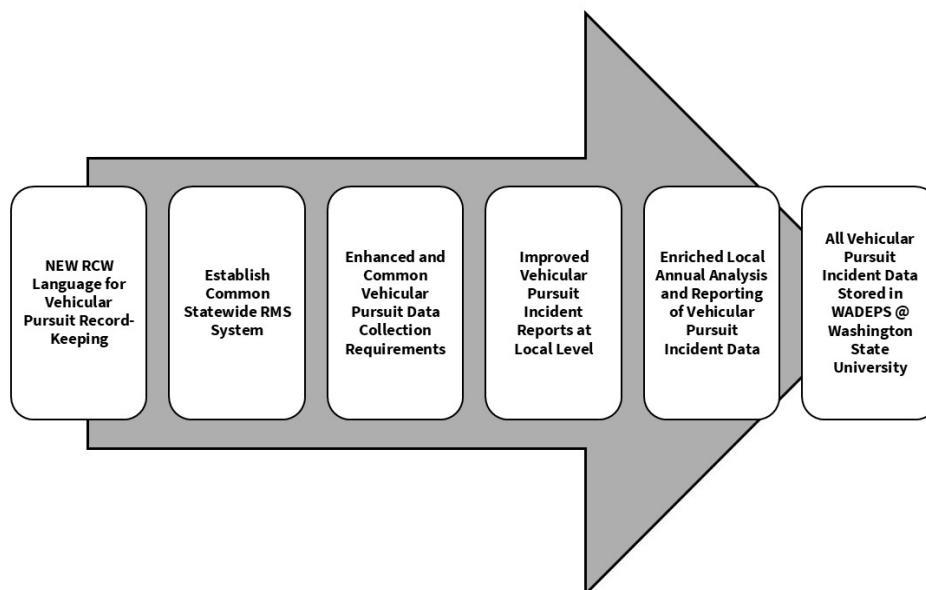 NEW RCW
Language for
Vehicular
Pursuit Record-
Keeping
Establish
Common
Statewide RMS
System
Enhanced and
Common
Vehicular
Pursuit Data
Collection
Requirements
Improved
Vehicular
Pursuit
Incident
Reports at
Local Level
Enriched Local
Annual Analysis
and Reporting
of Vehicular
Pursuit
Incident Data
All Vehicular
Pursuit
Incident Data
Stored in
WADEPS @
Washington
State
University